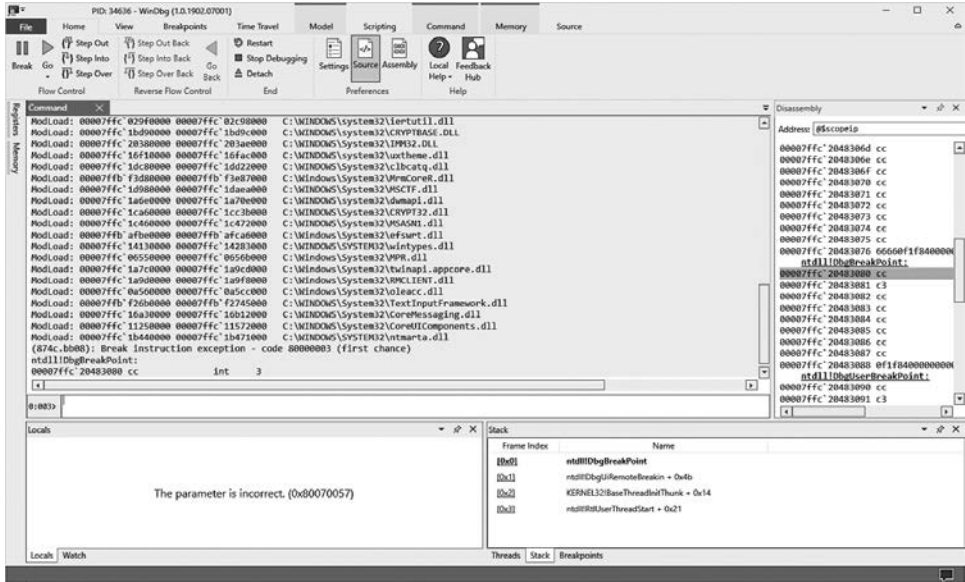 PID: 34636 - WinDbg (1.0.1902.07001)
File Home View Breakpoints Time Travel Model Scripting Command Memory Source
Break Go Step Out Step Into Step Over
Step Out Back Step Into Back Step Over Back Go Back
Restart Stop Debugging Detach
Settings Source Assembly Local Help Feedback Hub
Flow Control Reverse Flow Control End Preferences Help
Registers Memory
Command
ModLoad: 00007ffc`029f0000 00007ffc`02c98000 C:\WINDOWS\system32\iertutil.dll
ModLoad: 00007ffc`1bd90000 00007ffc`1bd9c000 C:\WINDOWS\system32\CRYPTBASE.DLL
ModLoad: 00007ffc`20380000 00007ffc`203ae000 C:\WINDOWS\System32\IMM32.DLL
ModLoad: 00007ffc`16f10000 00007ffc`16fac000 C:\WINDOWS\system32\uxtheme.dll
ModLoad: 00007ffc`1dc80000 00007ffc`1dd22000 C:\WINDOWS\System32\clbcatq.dll
ModLoad: 00007ffb`f3d80000 00007ffb`f3e87000 C:\Windows\System32\MrmCoreR.dll
ModLoad: 00007ffc`1d980000 00007ffc`1daea000 C:\WINDOWS\System32\MSCTF.dll
ModLoad: 00007ffc`1a6e0000 00007ffc`1a70e000 C:\WINDOWS\system32\dwmapi.dll
ModLoad: 00007ffc`1ca60000 00007ffc`1cc3b000 C:\WINDOWS\System32\CRYPT32.dll
ModLoad: 00007ffc`1c460000 00007ffc`1c472000 C:\WINDOWS\System32\MSASN1.dll
ModLoad: 00007ffb`afbe0000 00007ffb`afca6000 C:\WINDOWS\System32\efswrt.dll
ModLoad: 00007ffc`14130000 00007ffc`14283000 C:\WINDOWS\SYSTEM32\wintypes.dll
ModLoad: 00007ffc`06550000 00007ffc`0656b000 C:\Windows\System32\MPR.dll
ModLoad: 00007ffc`1a7c0000 00007ffc`1a9cd000 C:\Windows\System32\twinapi.appcore.dll
ModLoad: 00007ffc`1a9d0000 00007ffc`1a9f8000 C:\Windows\System32\RMCLIENT.dll
ModLoad: 00007ffc`0a560000 00007ffc`0a5cc000 C:\Windows\System32\oleacc.dll
ModLoad: 00007ffb`f26b0000 00007ffb`f2745000 C:\Windows\System32\TextInputFramework.dll
ModLoad: 00007ffc`16a30000 00007ffc`16b12000 C:\WINDOWS\System32\CoreMessaging.dll
ModLoad: 00007ffc`11250000 00007ffc`11572000 C:\WINDOWS\System32\CoreUIComponents.dll
ModLoad: 00007ffc`1b440000 00007ffc`1b471000 C:\WINDOWS\SYSTEM32\ntmarta.dll
(874c.bb08): Break instruction exception - code 80000003 (first chance)
ntdll!DbgBreakPoint:
00007ffc`20483080 cc int 3
0:003>
Disassembly
Address: @$scopeip
00007ffc`2048306d cc
00007ffc`2048306e cc
00007ffc`2048306f cc
00007ffc`20483070 cc
00007ffc`20483071 cc
00007ffc`20483072 cc
00007ffc`20483073 cc
00007ffc`20483074 cc
00007ffc`20483075 cc
00007ffc`20483076 66660f1f8400000
ntdll!DbgBreakPoint:
00007ffc`20483080 cc
00007ffc`20483081 c3
00007ffc`20483082 cc
00007ffc`20483083 cc
00007ffc`20483084 cc
00007ffc`20483085 cc
00007ffc`20483086 cc
00007ffc`20483087 cc
00007ffc`20483088 0f1f840000000000
ntdll!DbgUserBreakPoint:
00007ffc`20483090 cc
00007ffc`20483091 c3
Locals
The parameter is incorrect. (0x80070057)
Locals Watch
Stack
Frame Index Name
[0x0] ntdll!DbgBreakPoint
[0x1] ntdll!DbgUiRemoteBreakin + 0x4b
[0x2] KERNEL32!BaseThreadInitThunk + 0x14
[0x3] ntdll!RtlUserThreadStart + 0x21
Threads Stack Breakpoints